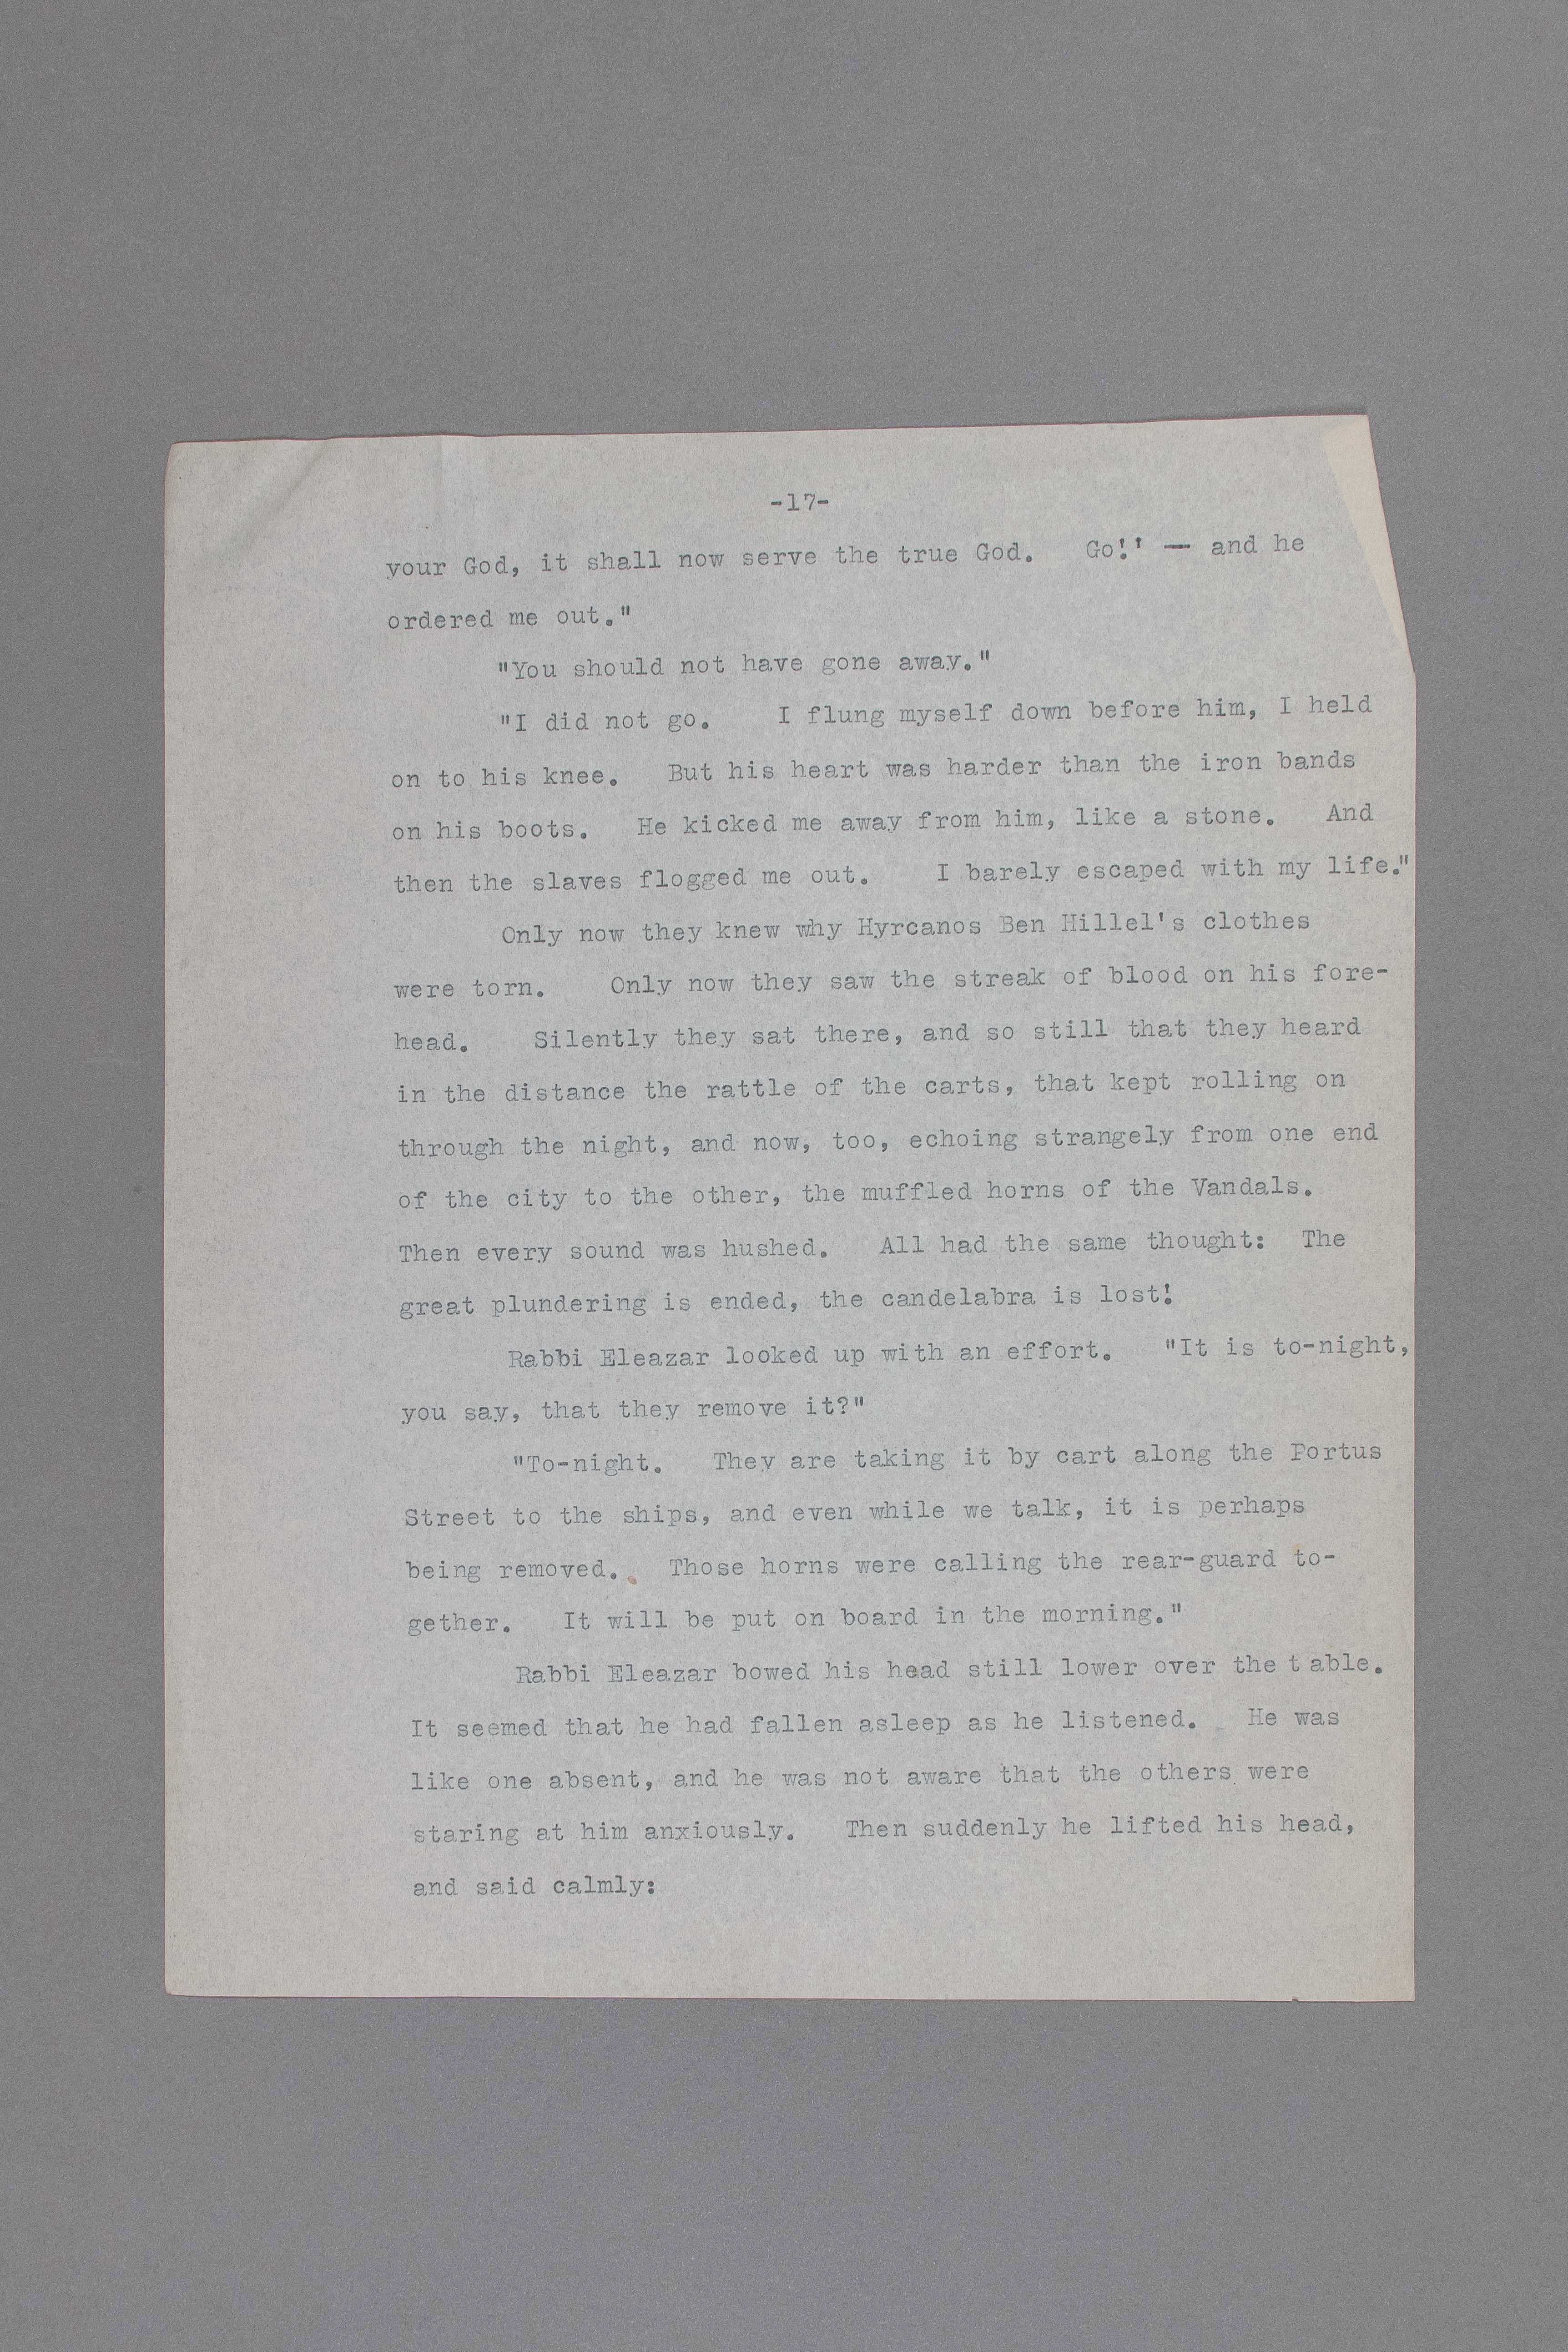 -17-
your God, it shall now serve the true God. Go!' — and he
ordered me out."
"You should not have gone away."
"I did not go. I flung myself down before him, I held
on to his knee. But his heart was harder than the iron bands
on his boots. He kicked me away from him, like a stone. And
then the slaves flogged me out. I barely escaped with my life."
Only now they knew why Hyrcanos Ben Hillel's clothes
were torn. Only now they saw the streak of blood on his fore-
head. Silently they sat there, and so still that they heard
in the distance the rattle of the carts, that kept rolling on
through the night, and now, too, echoing strangely from one end
of the city to the other, the muffled horns of the Vandals.
Then every sound was hushed. All had the same thought: The
great plundering is ended, the candelabra is lost!
Rabbi Eleazar looked up with an effort. "It is to-night,
you say, that they remove it?"
"To-night. They are taking it by cart along the Portus
Street to the ships, and even while we talk, it is perhaps
being removed. Those horns were calling the rear-guard to-
gether. It will be put on board in the morning."
Rabbi Eleazar bowed his head still lower over the t able.
It seemed that he had fallen asleep as he listened. He was
like one absent, and he was not aware that the others were
staring at him anxiously. Then suddenly he lifted his head,
and said calmly: